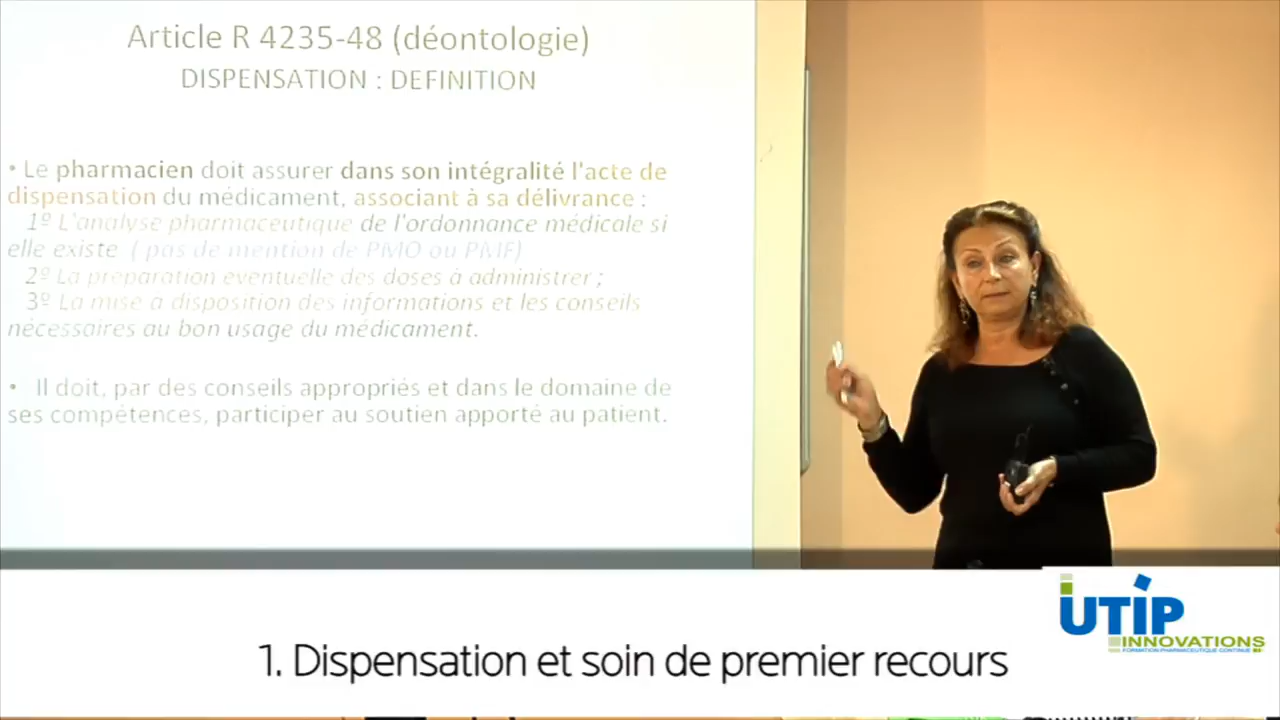 Article R 4235-48 (déontologie)
DISPENSATION : DEFINITION
• Le pharmacien doit assurer dans son intégralité l'acte de
dispensation du médicament, associant à sa délivrance :
1º L'analyse pharmaceutique de l'ordonnance médicale si
elle existe ( pas de mention de PMO ou PMF)
2º La préparation éventuelle des doses à administrer ;
3º La mise à disposition des informations et les conseils
nécessaires au bon usage du médicament.
• Il doit, par des conseils appropriés et dans le domaine de
ses compétences, participer au soutien apporté au patient.
UTIP
INNOVATIONS
FORMATION PHARMACEUTIQUE CONTINUE
1. Dispensation et soin de premier recours